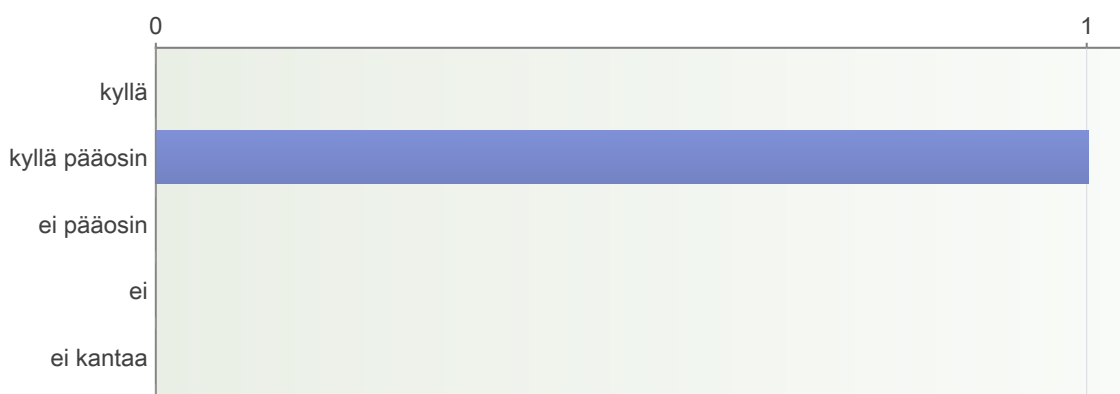 0 1
kyllä
kyllä pääosin
ei pääosin
ei
ei kantaa